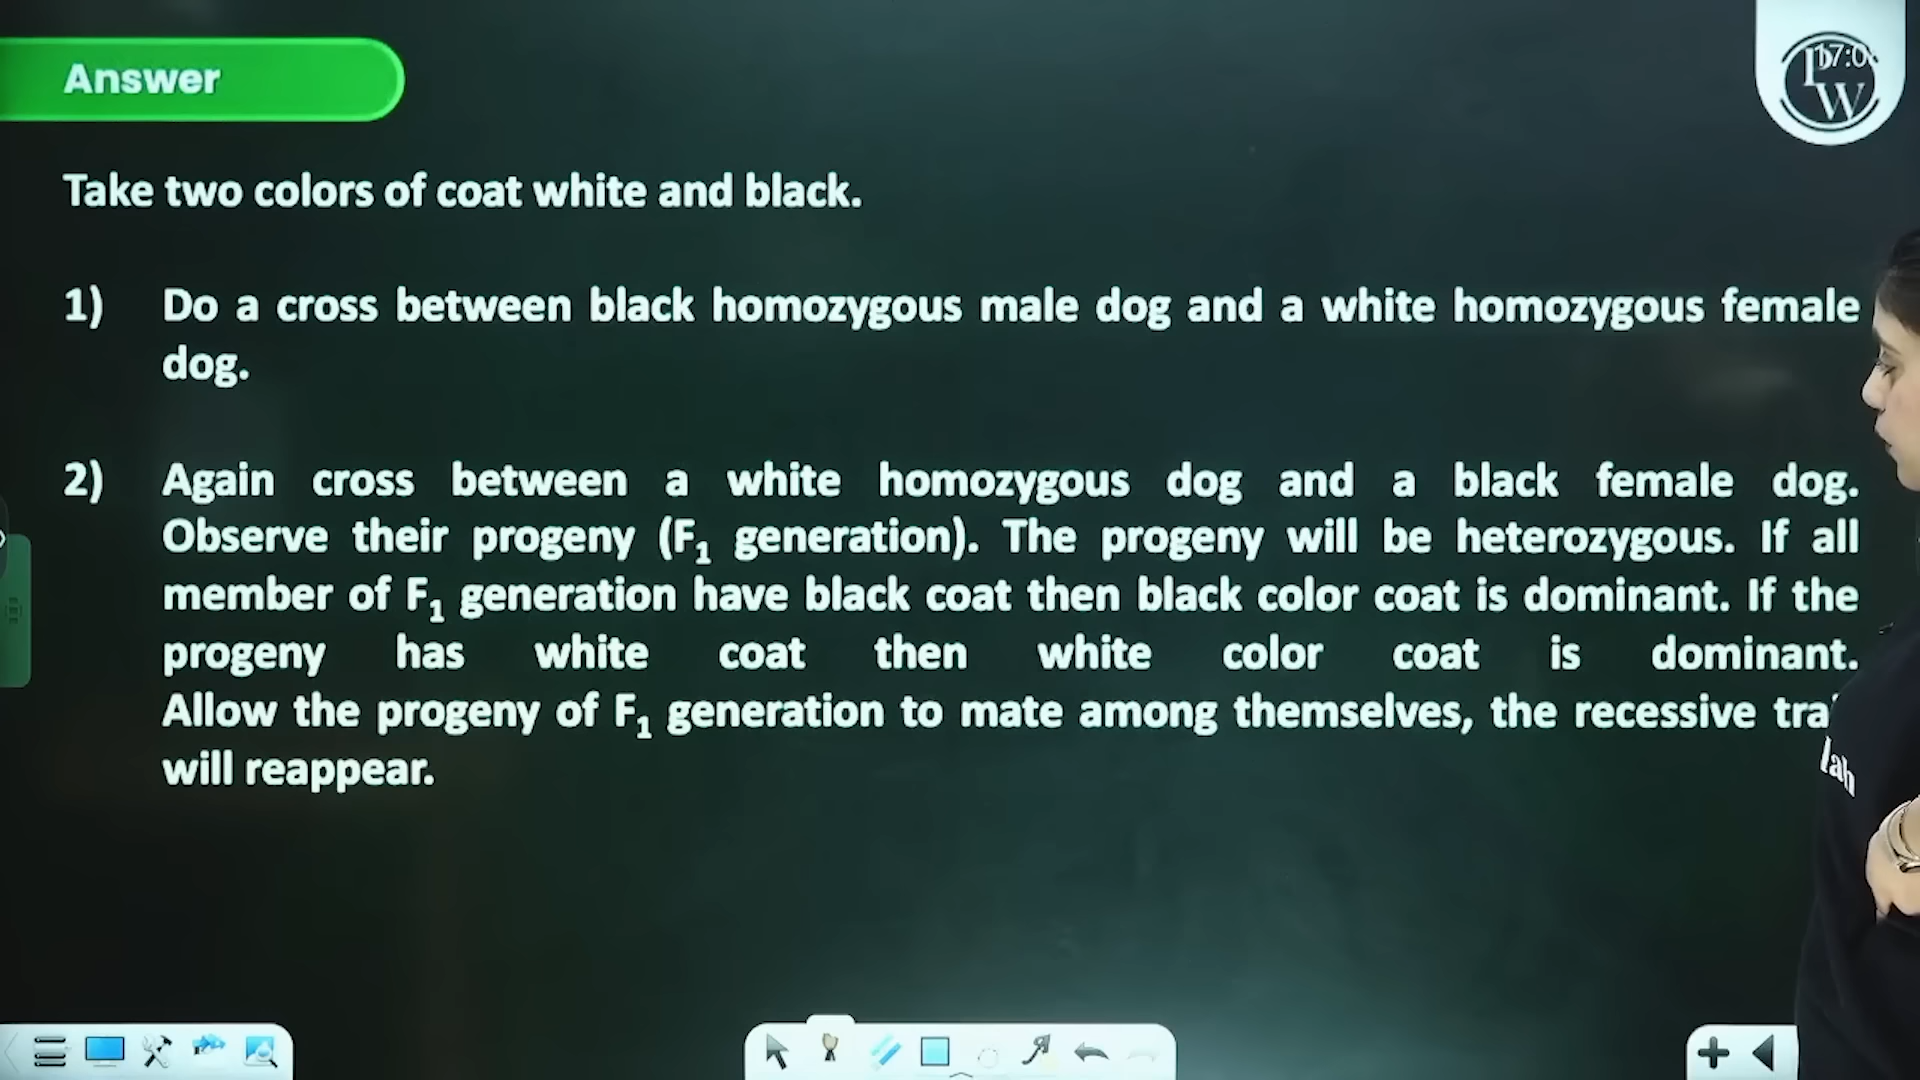 Answer
17:0
PW
Take two colors of coat white and black.
1) Do a cross between black homozygous male dog and a white homozygous female
dog.
2) Again cross between a white homozygous dog and a black female dog.
Observe their progeny (F₁ generation). The progeny will be heterozygous. If all
member of F₁ generation have black coat then black color coat is dominant. If the
progeny has white coat then white color coat is dominant.
Allow the progeny of F₁ generation to mate among themselves, the recessive
will reappear.